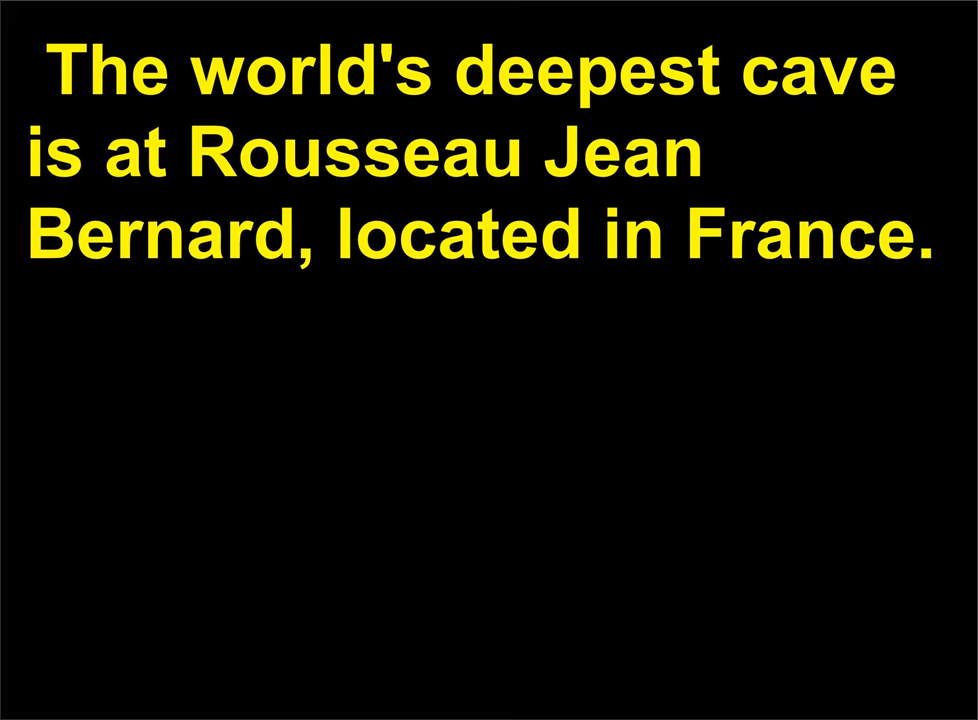 The world's deepest cave
is at Rousseau Jean
Bernard, located in France.